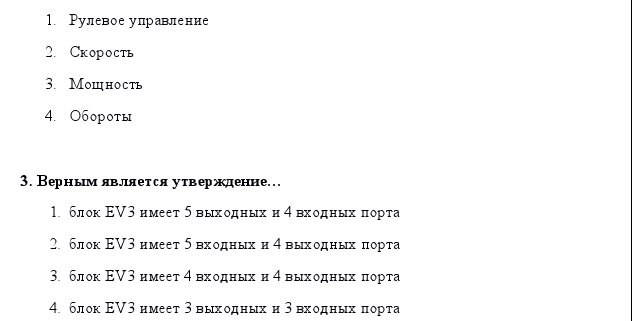 1. Рулевое управление
2. Скорость
3. Мощность
4. Обороты
3. Верным является утверждение…
1. блок EV3 имеет 5 выходных и 4 входных порта
2. блок EV3 имеет 5 входных и 4 выходных порта
3. блок EV3 имеет 4 входных и 4 выходных порта
4. блок EV3 имеет 3 выходных и 3 входных порта